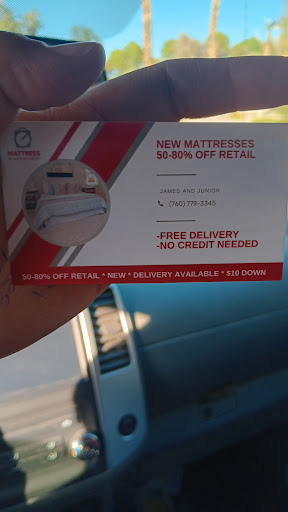 MATTRESS
NEW MATTRESSES
50-80% OFF RETAIL
JAMES AND JUNIOR
(760) 779-3345
-FREE DELIVERY
-NO CREDIT NEEDED
50-80% OFF RETAIL * NEW * DELIVERY AVAILABLE * $10 DOWN